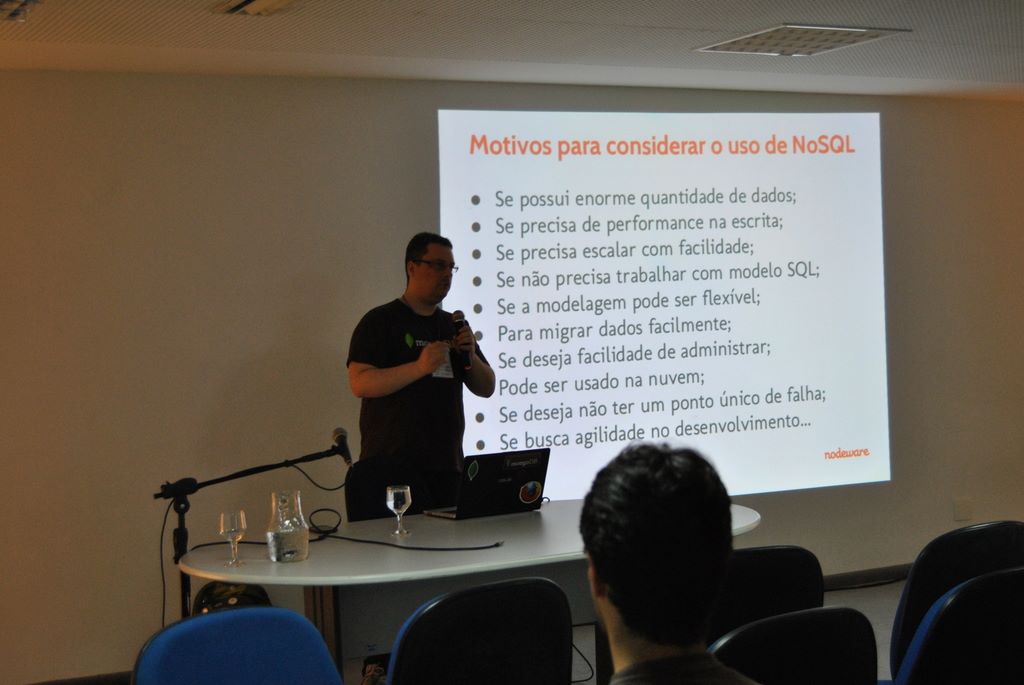 Motivos para considerar o uso de NoSQL
● Se possui enorme quantidade de dados;
● Se precisa de performance na escrita;
● Se precisa escalar com facilidade;
● Se não precisa trabalhar com modelo SQL;
● Se a modelagem pode ser flexível;
● Para migrar dados facilmente;
Se deseja facilidade de administrar;
Pode ser usado na nuvem;
● Se deseja não ter um ponto único de falha;
● Se busca agilidade no desenvolvimento...
nodeware
mongoDB